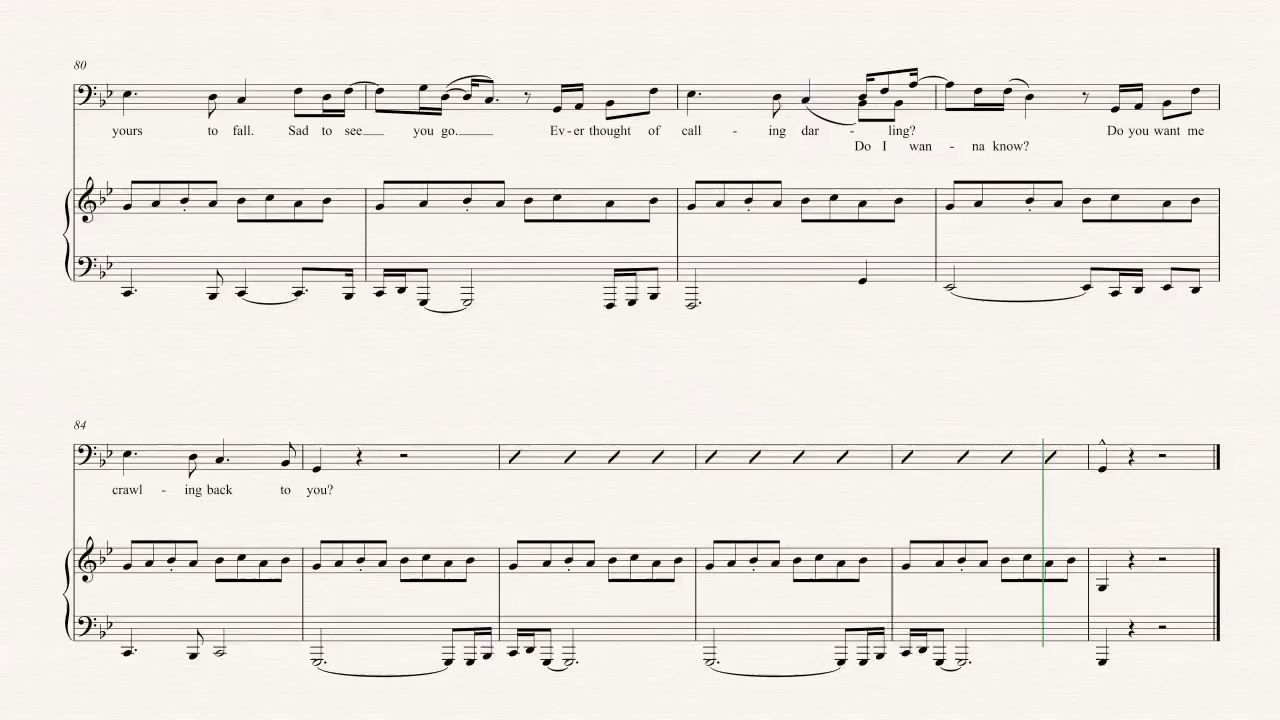 80
yours to fall. Sad to see you go. Ev - er thought of call - ing dar - ling? Do you want me
Do I wan - na know?
84
crawl - ing back to you?